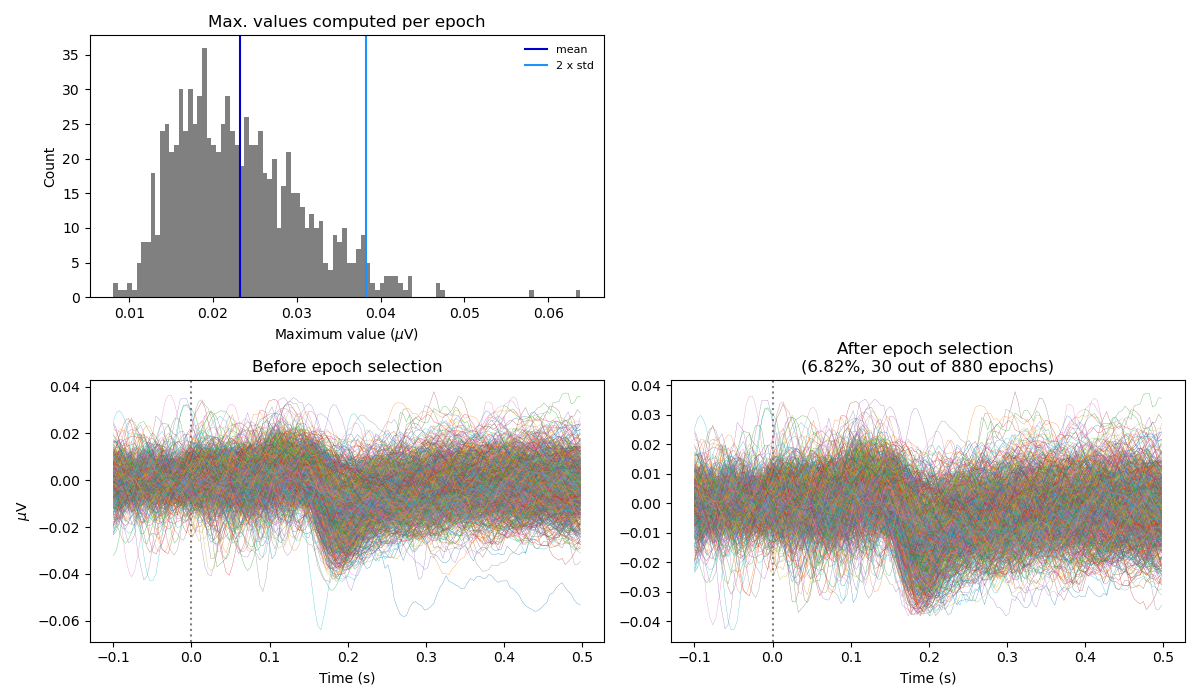 Max. values computed per epoch
mean
2 x std
35
30
25
20
15
10
5
0
Count
0.01 0.02 0.03 0.04 0.05 0.06
Maximum value (μV)
Before epoch selection
0.04
0.02
0.00
−0.02
−0.04
−0.06
μV
−0.1 0.0 0.1 0.2 0.3 0.4 0.5
Time (s)
After epoch selection
(6.82%, 30 out of 880 epochs)
0.04
0.03
0.02
0.01
0.00
−0.01
−0.02
−0.03
−0.04
−0.1 0.0 0.1 0.2 0.3 0.4 0.5
Time (s)